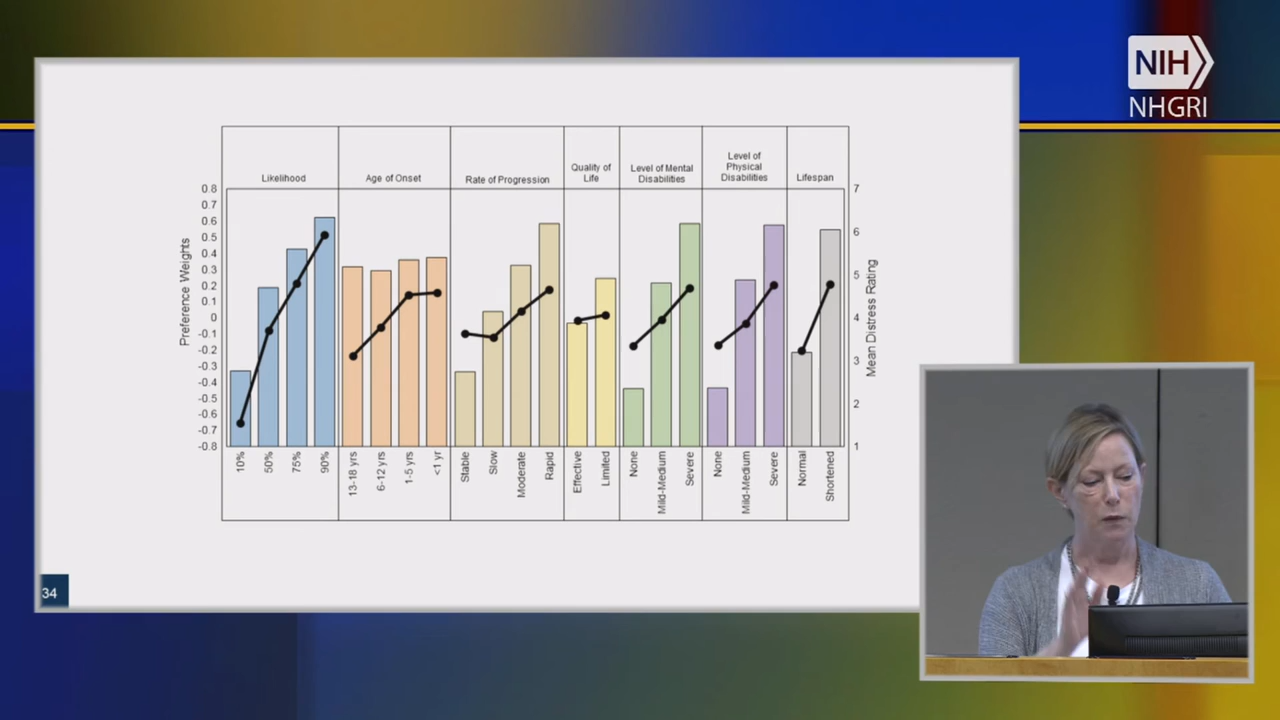 NIH
NHGRI
Likelihood
Age of Onset
Rate of Progression
Quality of
Life
Level of Mental
Disabilities
Level of
Physical
Disabilities
Lifespan
Preference Weights
0.8
0.7
0.6
0.5
0.4
0.3
0.2
0.1
0
-0.1
-0.2
-0.3
-0.4
-0.5
-0.6
-0.7
-0.8
7
6
5
4
3
2
1
Mean Distress Rating
10%
50%
75%
90%
13-18 yrs
6-12 yrs
1-5 yrs
<1 yr
Stable
Slow
Moderate
Rapid
Effective
Limited
None
Mild-Medium
Severe
None
Mild-Medium
Severe
Normal
Shortened
34